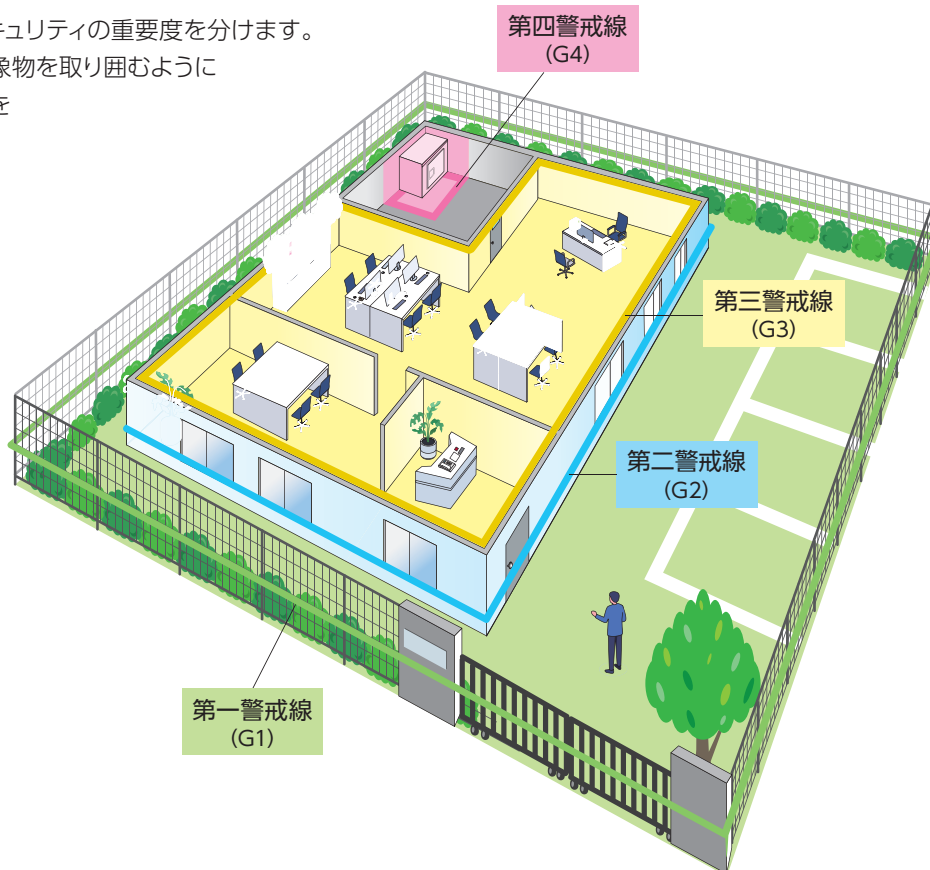 キュリティの重要度を分けます。
象物を取り囲むように
を
第四警戒線
(G4)
第三警戒線
(G3)
第二警戒線
(G2)
第一警戒線
(G1)